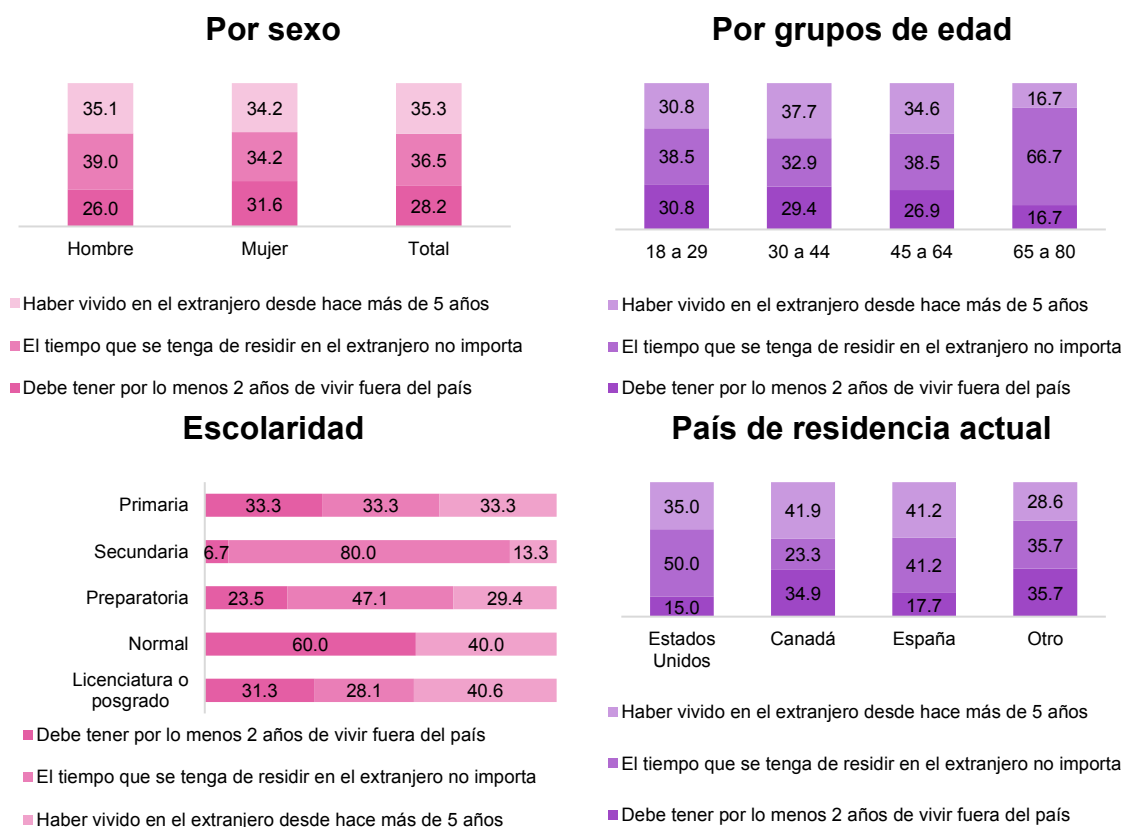 Por sexo
35.1 34.2 35.3
39.0 34.2 36.5
26.0 31.6 28.2
Hombre Mujer Total
Haber vivido en el extranjero desde hace más de 5 años
El tiempo que se tenga de residir en el extranjero no importa
Debe tener por lo menos 2 años de vivir fuera del país
Por grupos de edad
30.8 37.7 34.6 16.7
38.5 32.9 38.5 66.7
30.8 29.4 26.9 16.7
18 a 29 30 a 44 45 a 64 65 a 80
Haber vivido en el extranjero desde hace más de 5 años
El tiempo que se tenga de residir en el extranjero no importa
Debe tener por lo menos 2 años de vivir fuera del país
Escolaridad
Primaria 33.3 33.3 33.3
Secundaria 6.7 80.0 13.3
Preparatoria 23.5 47.1 29.4
Normal 60.0 40.0
Licenciatura o
posgrado 31.3 28.1 40.6
Debe tener por lo menos 2 años de vivir fuera del país
El tiempo que se tenga de residir en el extranjero no importa
Haber vivido en el extranjero desde hace más de 5 años
País de residencia actual
35.0 41.9 41.2 28.6
50.0 23.3 41.2 35.7
15.0 34.9 17.7 35.7
Estados Canadá España Otro
Unidos
Haber vivido en el extranjero desde hace más de 5 años
El tiempo que se tenga de residir en el extranjero no importa
Debe tener por lo menos 2 años de vivir fuera del país